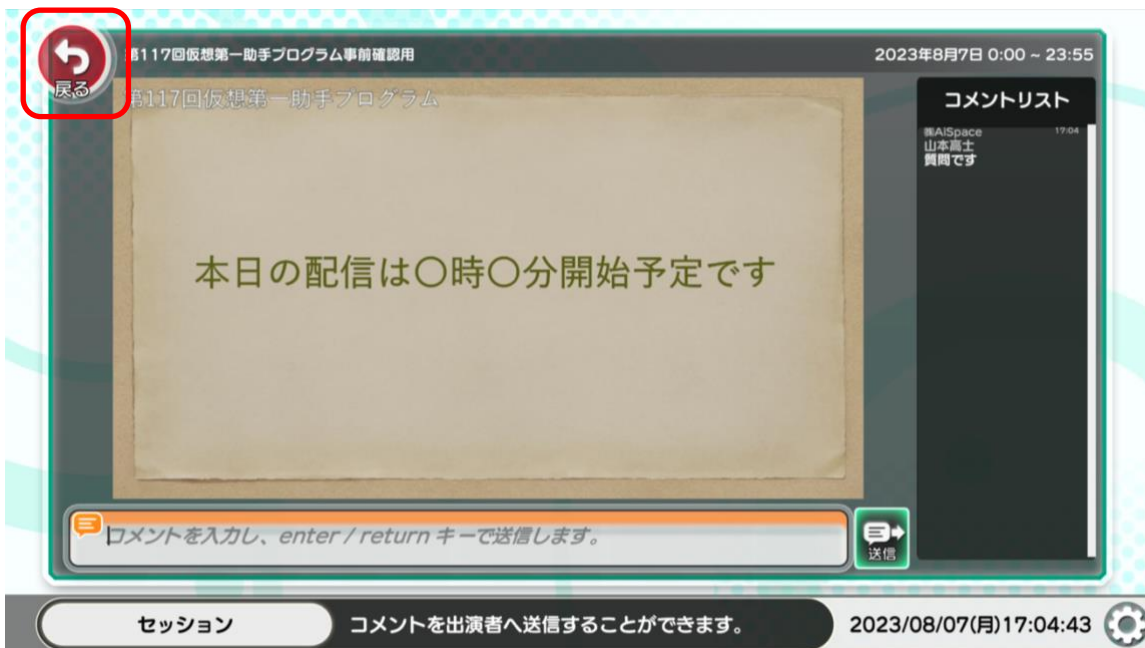 戻る
第117回仮想第一助手プログラム事前確認用
2023年8月7日 0:00 ~ 23:55
第117回仮想第一助手プログラム
本日の配信は〇時〇分開始予定です
コメントリスト
㈱AiSpace 17:04
山本高士
質問です
コメントを入力し、enter / return キーで送信します。
送信
セッション
コメントを出演者へ送信することができます。
2023/08/07(月)17:04:43